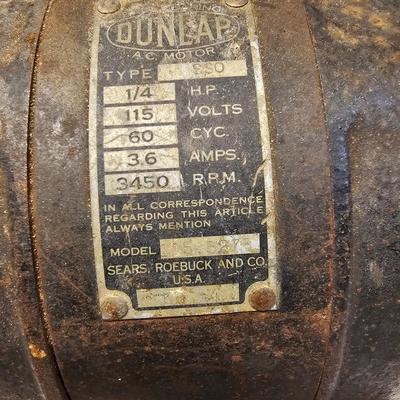 DUNLAP
A.C. MOTOR
TYPE SSO
1/4 H.P.
115 VOLTS
60 CYC.
3.6 AMPS.
3450 R.P.M.
IN ALL CORRESPONDENCE
REGARDING THIS ARTICLE
ALWAYS MENTION
MODEL
SEARS, ROEBUCK AND CO.
U.S.A.